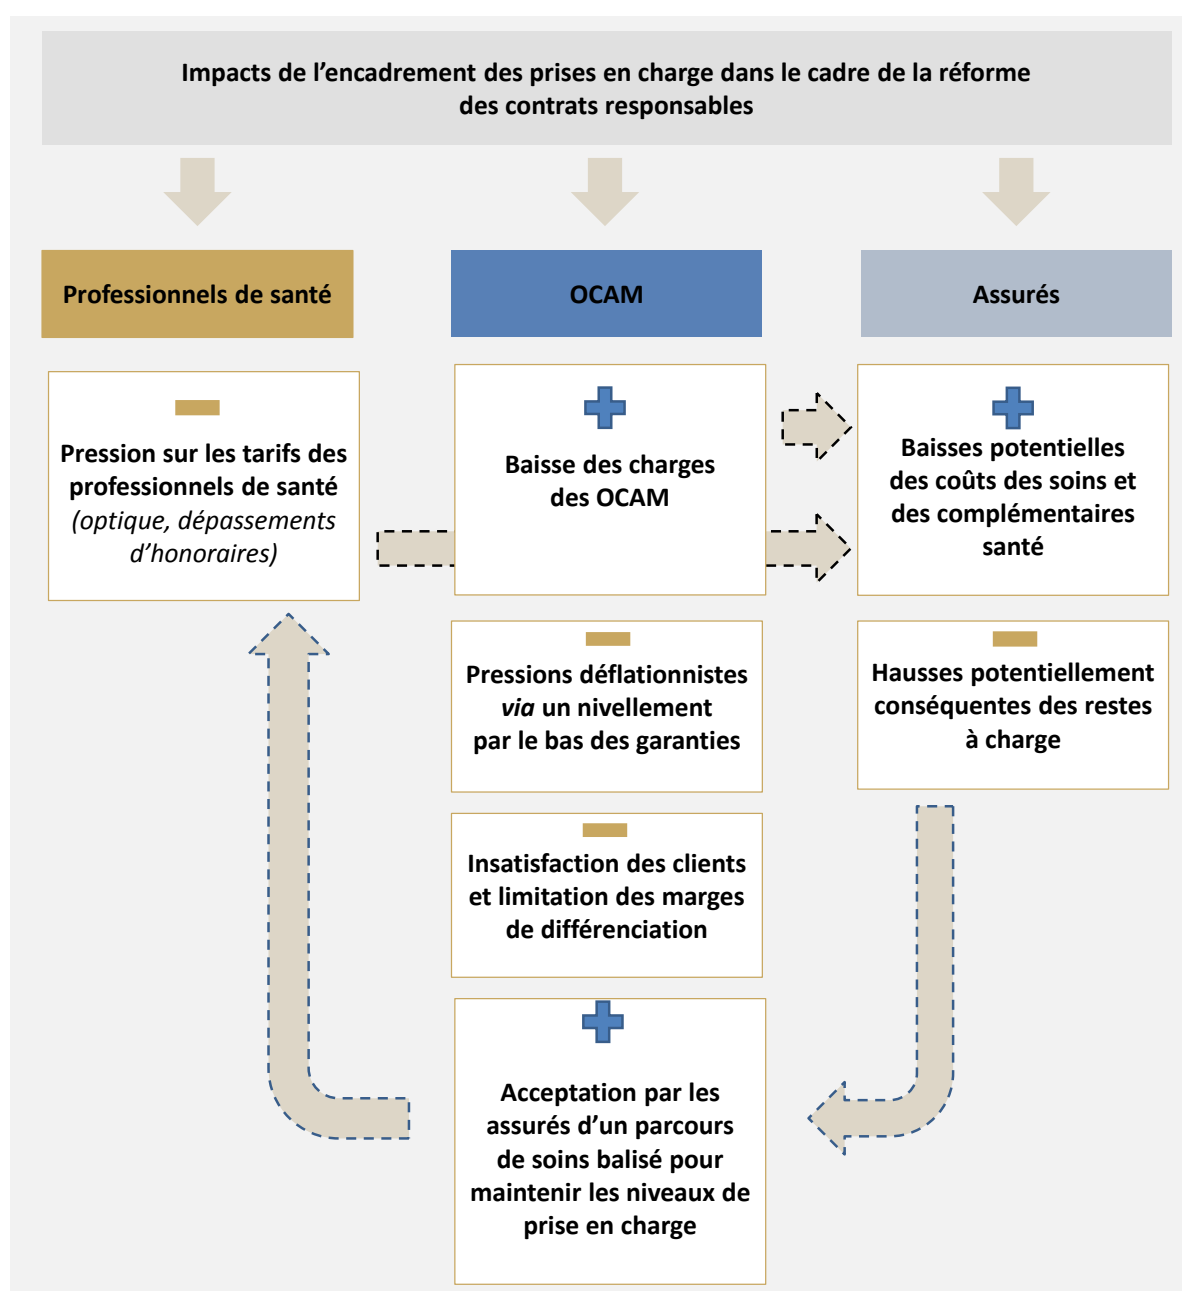 Impacts de l’encadrement des prises en charge dans le cadre de la réforme
des contrats responsables
Professionnels de santé
OCAM
Assurés
Pression sur les tarifs des
professionnels de santé
(optique, dépassements
d’honoraires)
Baisse des charges
des OCAM
Baisses potentielles
des coûts des soins et
des complémentaires
santé
Pressions déflationnistes
via un nivellement
par le bas des garanties
Hausses potentiellement
conséquentes des restes
à charge
Insatisfaction des clients
et limitation des marges
de différenciation
Acceptation par les
assurés d’un parcours
de soins balisé pour
maintenir les niveaux de
prise en charge